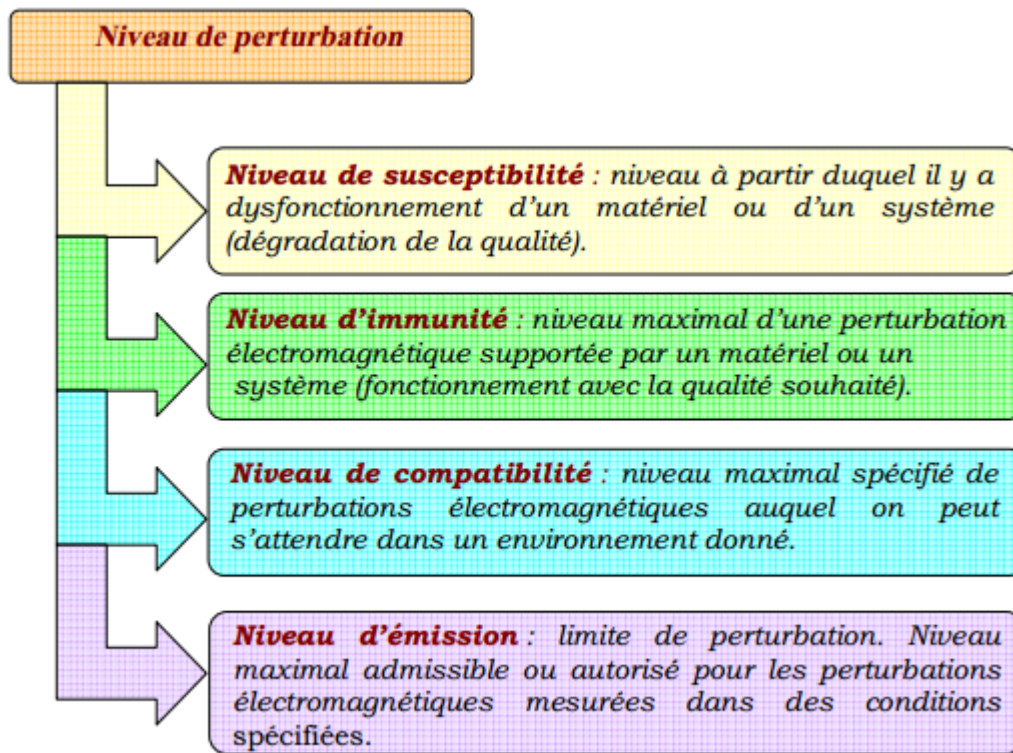 Niveau de perturbation
Niveau de susceptibilité : niveau à partir duquel il y a
dysfonctionnement d'un matériel ou d'un système
(dégradation de la qualité).
Niveau d'immunité : niveau maximal d'une perturbation
électromagnétique supportée par un matériel ou un
système (fonctionnement avec la qualité souhaité).
Niveau de compatibilité : niveau maximal spécifié de
perturbations électromagnétiques auquel on peut
s'attendre dans un environnement donné.
Niveau d'émission : limite de perturbation. Niveau
maximal admissible ou autorisé pour les perturbations
électromagnétiques mesurées dans des conditions
spécifiées.